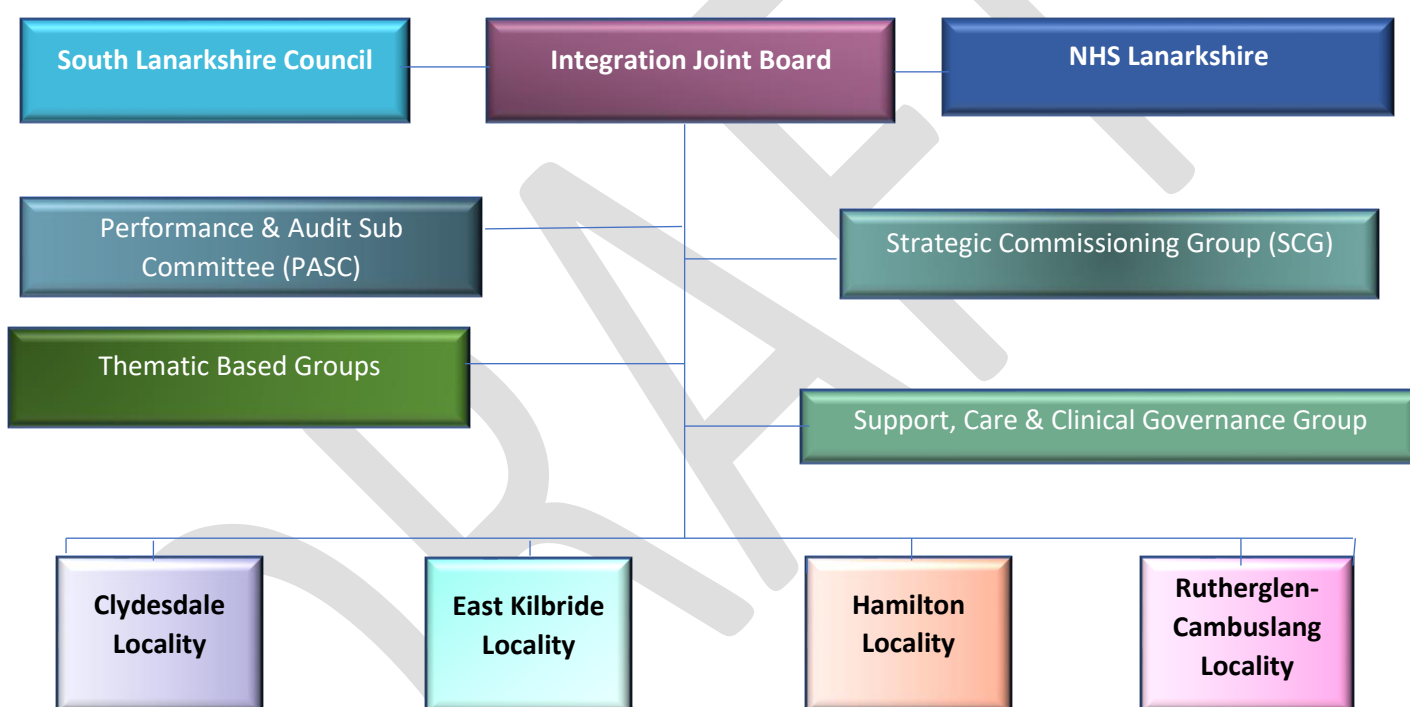 South Lanarkshire Council
Integration Joint Board
NHS Lanarkshire
Performance & Audit Sub
Committee (PASC)
Strategic Commissioning Group (SCG)
Thematic Based Groups
Support, Care & Clinical Governance Group
Clydesdale
Locality
East Kilbride
Locality
Hamilton
Locality
Rutherglen-
Cambuslang
Locality
DRAFT